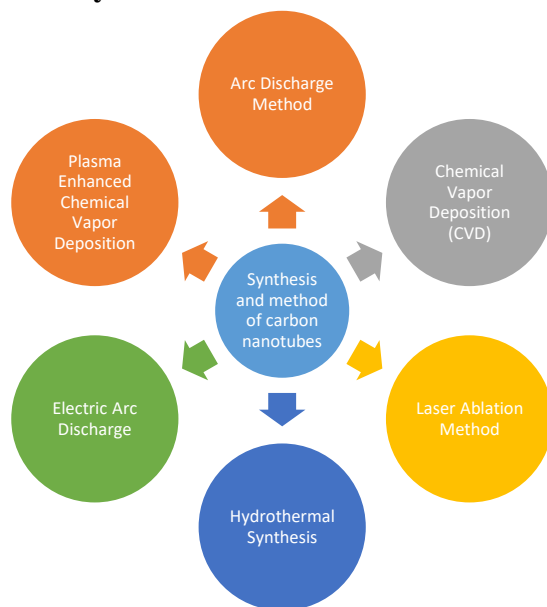 Arc Discharge
Method
Plasma
Enhanced
Chemical
Vapor
Deposition
Chemical
Vapor
Deposition
(CVD)
Synthesis
and method
of carbon
nanotubes
Electric Arc
Discharge
Laser Ablation
Method
Hydrothermal
Synthesis